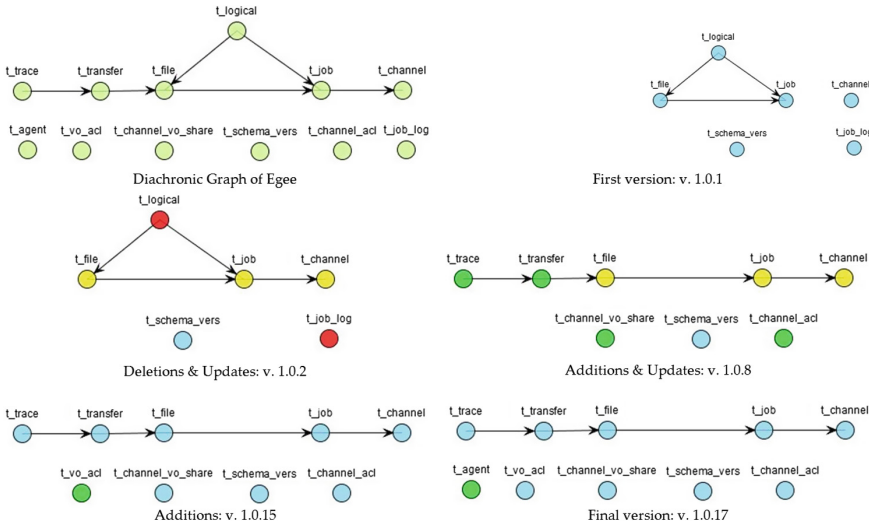 t_logical
t_trace t_transfer t_file t_job t_channel
t_agent t_vo_acl t_channel_vo_share t_schema_vers t_channel_acl t_job_log
Diachronic Graph of Egee
t_logical
t_file t_job t_channel
t_schema_vers t_job_log
First version: v. 1.0.1
t_logical
t_file t_job t_channel
t_schema_vers t_job_log
Deletions & Updates: v. 1.0.2
t_trace t_transfer t_file t_job t_channel
t_channel_vo_share t_schema_vers t_channel_acl
Additions & Updates: v. 1.0.8
t_trace t_transfer t_file t_job t_channel
t_vo_acl t_channel_vo_share t_schema_vers t_channel_acl
Additions: v. 1.0.15
t_trace t_transfer t_file t_job t_channel
t_agent t_vo_acl t_channel_vo_share t_schema_vers t_channel_acl
Final version: v. 1.0.17